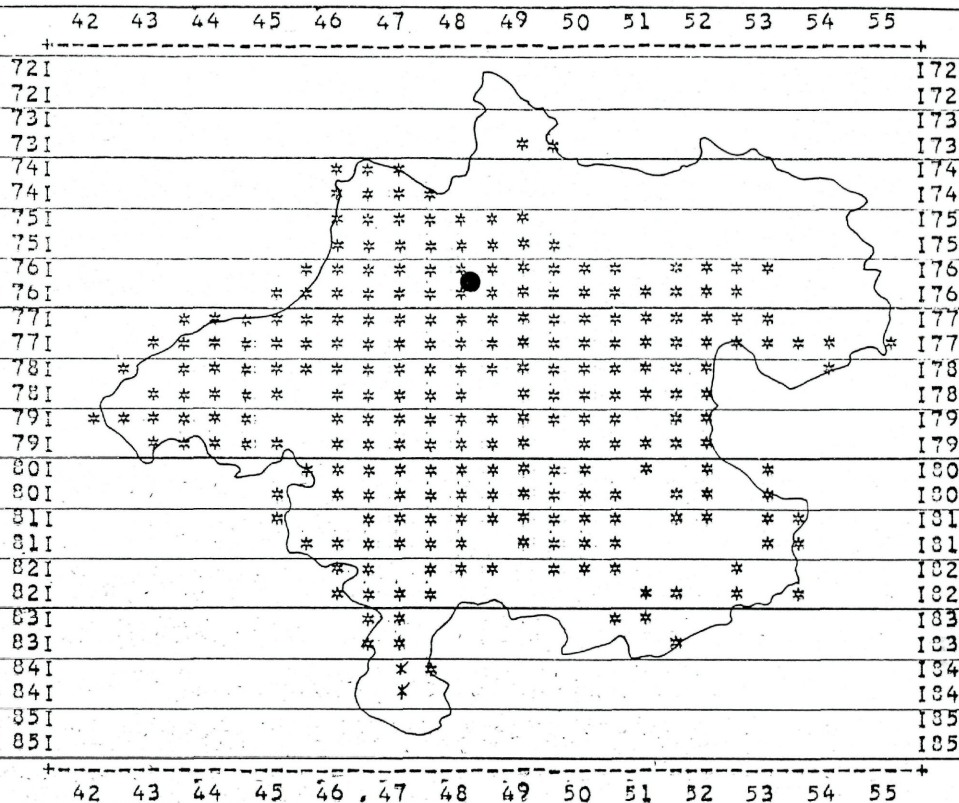 42 43 44 45 46 47 48 49 50 51 52 53 54 55
72I I72
72I I72
73I I73
73I I73
74I I74
74I I74
75I I75
75I I75
76I I76
76I I76
77I I77
77I I77
78I I78
78I I78
79I I79
79I I79
80I I80
80I I80
81I I81
81I I81
82I I82
82I I82
83I I83
83I I83
84I I84
84I I84
85I I85
85I I85
42 43 44 45 46 47 48 49 50 51 52 53 54 55